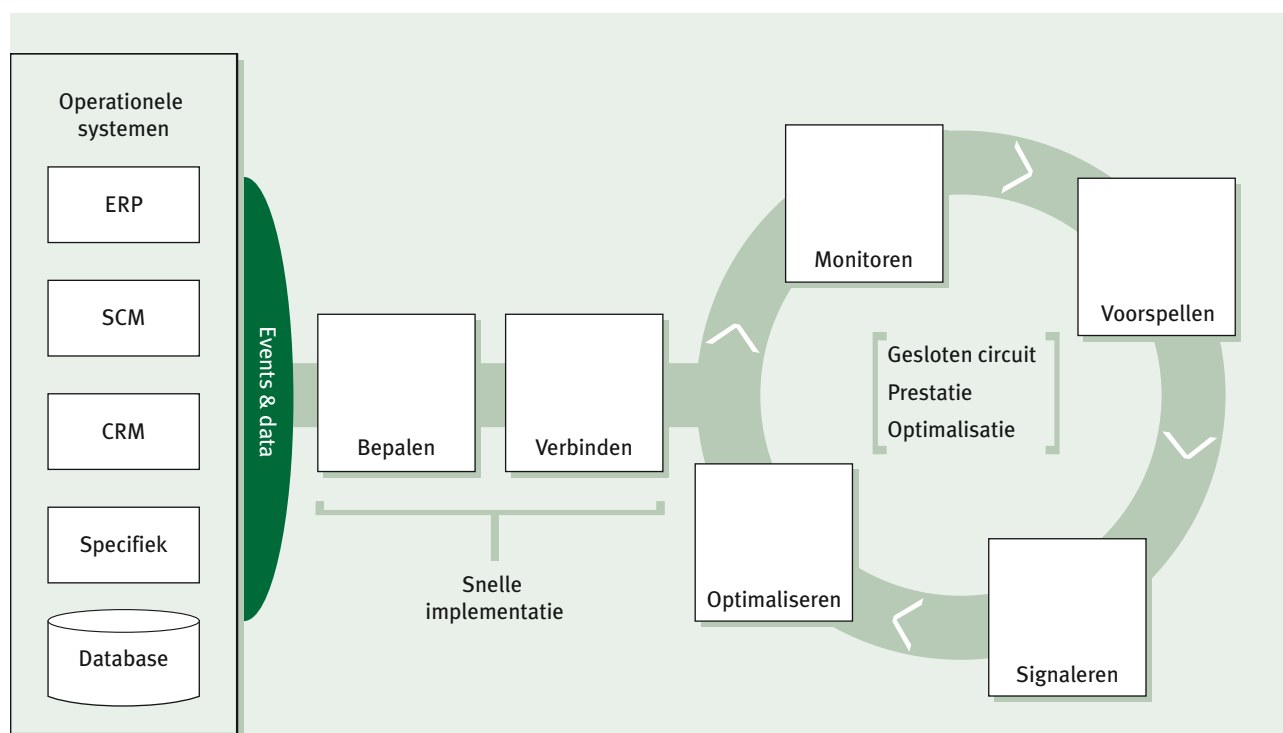 Operationele
systemen
ERP
SCM
CRM
Specifiek
Database
Events & data
Bepalen
Verbinden
Snelle
implementatie
Monitoren
Voorspellen
Gesloten circuit
Prestatie
Optimalisatie
Optimaliseren
Signaleren